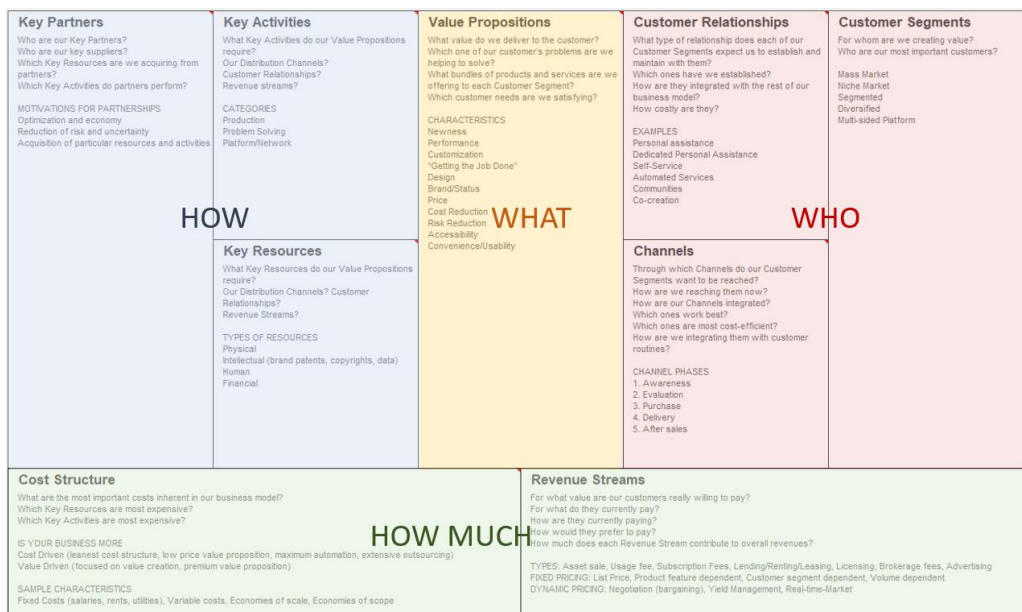 Key Partners
Who are our Key Partners?
Who are our key suppliers?
Which Key Resources are we acquiring from
partners?
Which Key Activities do partners perform?
MOTIVATIONS FOR PARTNERSHIPS
Optimization and economy
Reduction of risk and uncertainty
Acquisition of particular resources and activities
Key Activities
What Key Activities do our Value Propositions
require?
Our Distribution Channels?
Customer Relationships?
Revenue streams?
CATEGORIES
Production
Problem Solving
Platform/Network
HOW
Key Resources
What Key Resources do our Value Propositions
require?
Our Distribution Channels? Customer
Relationships?
Revenue Streams?
TYPES OF RESOURCES
Physical
Intellectual (brand patents, copyrights, data)
Human
Financial
Value Propositions
What value do we deliver to the customer?
Which one of our customer's problems are we
helping to solve?
What bundles of products and services are we
offering to each Customer Segment?
Which customer needs are we satisfying?
CHARACTERISTICS
Newness
Performance
Customization
"Getting the Job Done"
Design
Brand/Status
Price
Cost Reduction
Risk Reduction
Accessibility
Convenience/Usability
WHAT
Customer Relationships
What type of relationship does each of our
Customer Segments expect us to establish and
maintain with them?
Which ones have we established?
How are they integrated with the rest of our
business model?
How costly are they?
EXAMPLES
Personal assistance
Dedicated Personal Assistance
Self-Service
Automated Services
Communities
Co-creation
Channels
Through which Channels do our Customer
Segments want to be reached?
How are we reaching them now?
How are our Channels integrated?
Which ones work best?
Which ones are most cost-efficient?
How are we integrating them with customer
routines?
CHANNEL PHASES
1. Awareness
2. Evaluation
3. Purchase
4. Delivery
5. After sales
Customer Segments
For whom are we creating value?
Who are our most important customers?
Mass Market
Niche Market
Segmented
Diversified
Multi-sided Platform
WHO
Cost Structure
What are the most important costs inherent in our business model?
Which Key Resources are most expensive?
Which Key Activities are most expensive?
IS YOUR BUSINESS MORE
Cost Driven (leanest cost structure, low price value proposition, maximum automation, extensive outsourcing)
Value Driven (focused on value creation, premium value proposition)
SAMPLE CHARACTERISTICS
Fixed Costs (salaries, rents, utilities), Variable costs, Economies of scale, Economies of scope
HOW MUCH
Revenue Streams
For what value are our customers really willing to pay?
For what do they currently pay?
How are they currently paying?
How would they prefer to pay?
How much does each Revenue Stream contribute to overall revenues?
TYPES: Asset sale, Usage fee, Subscription Fees, Lending/Renting/Leasing, Licensing, Brokerage fees, Advertising
FIXED PRICING: List Price, Product feature dependent, Customer segment dependent, Volume dependent
DYNAMIC PRICING: Negotiation (bargaining), Yield Management, Real-time-Market